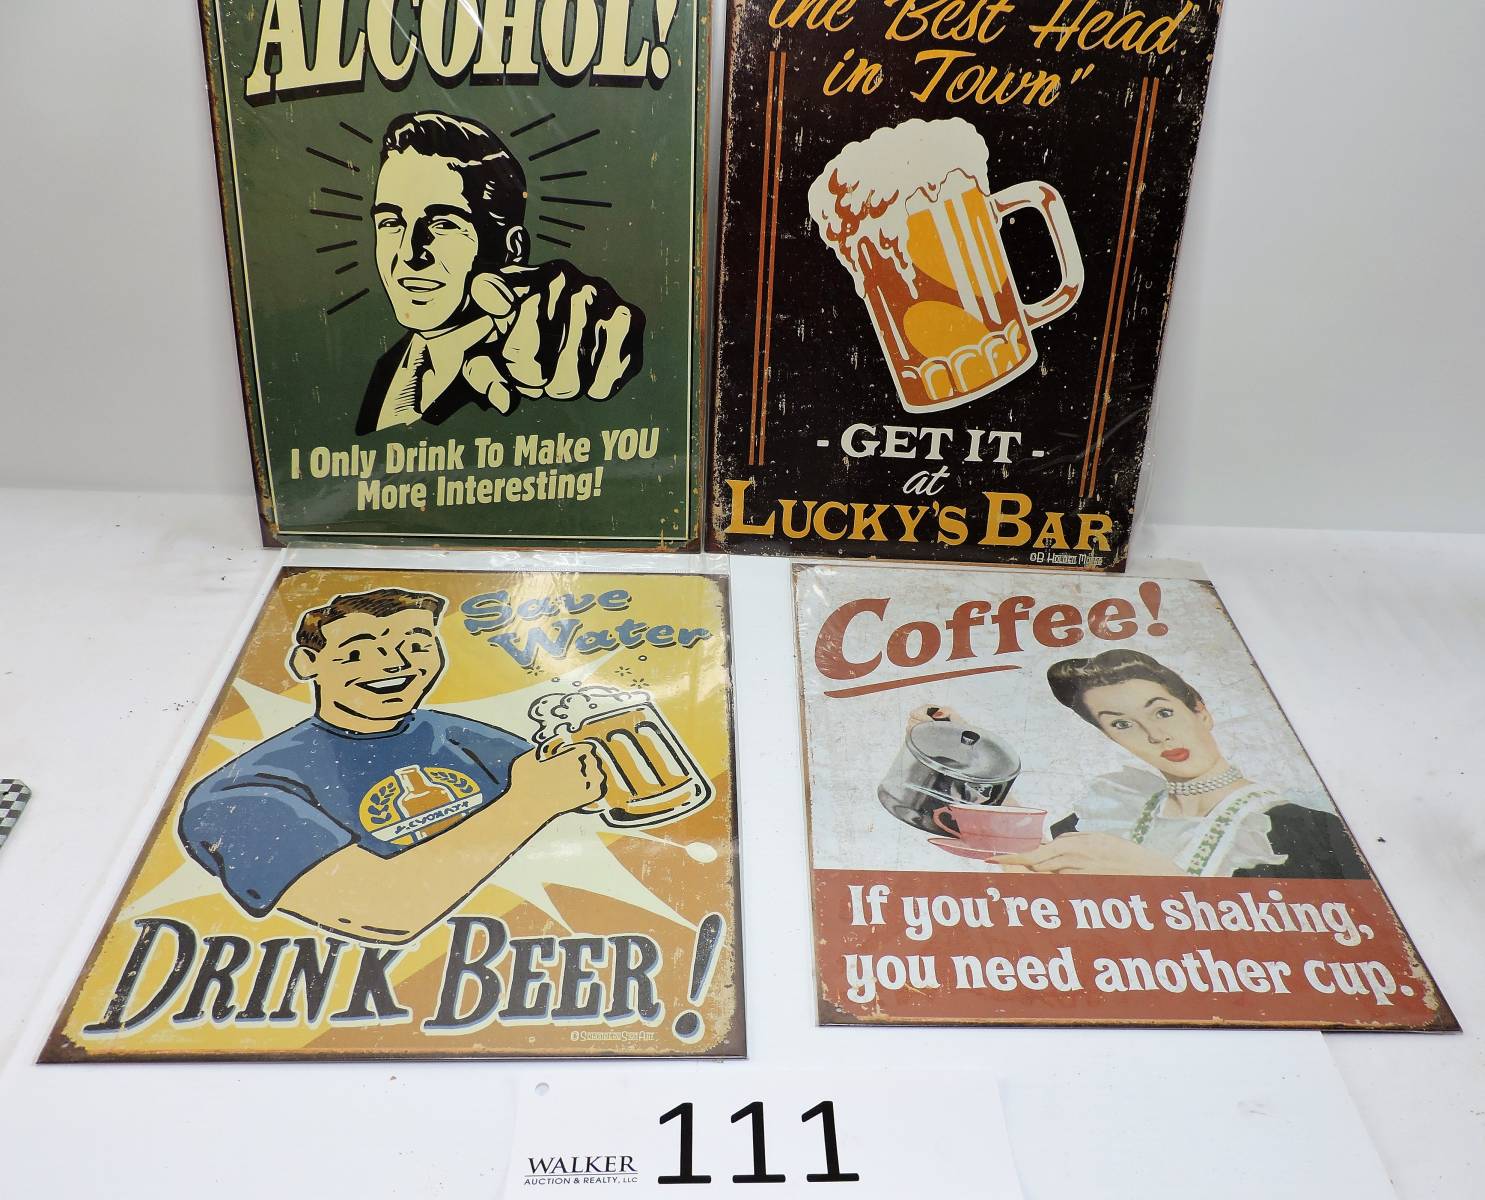 ALCOHOL!
I Only Drink To Make YOU
More Interesting!
the Best Head
in Town"
- GET IT -
at
LUCKY'S BAR
Save
Water
DRINK BEER!
Coffee!
If you're not shaking,
you need another cup.
111
WALKER
AUCTION & REALTY, LLC